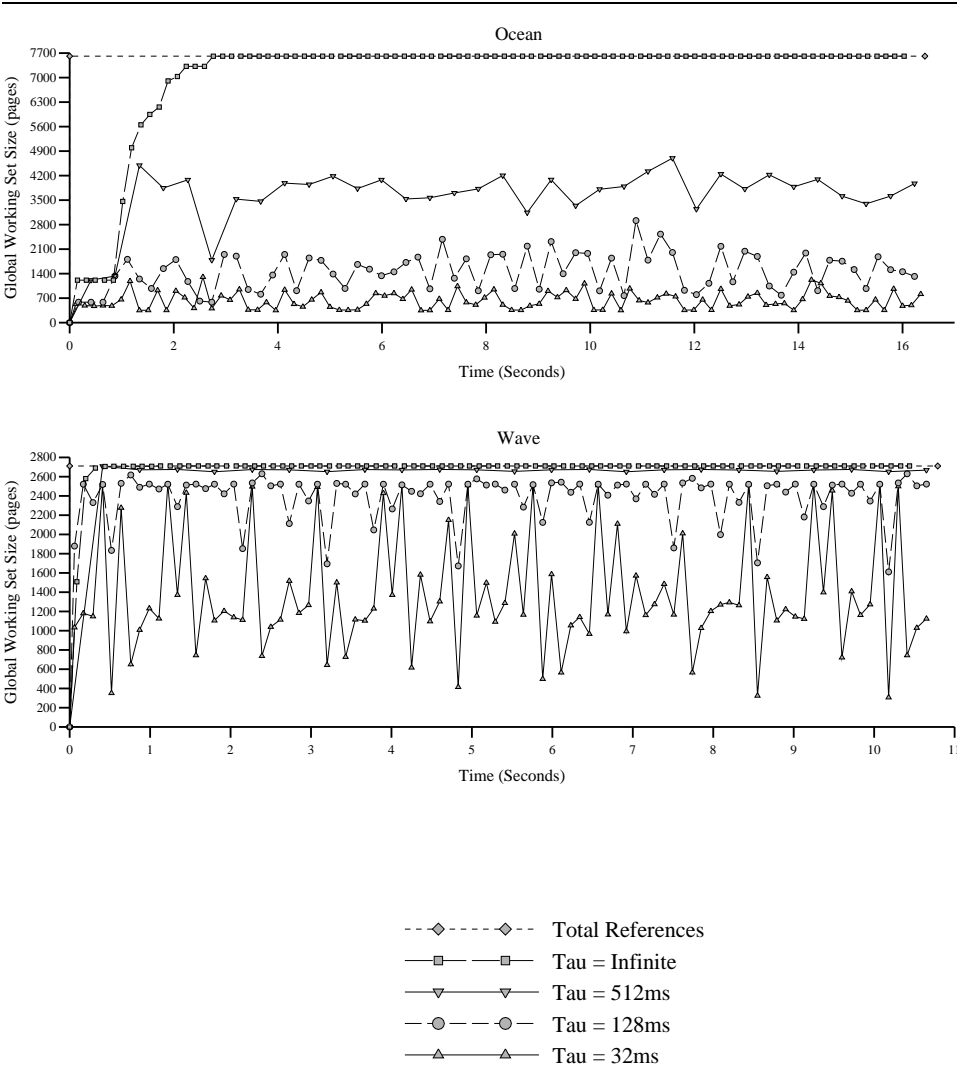 Ocean
Global Working Set Size (pages)
7700
7000
6300
5600
4900
4200
3500
2800
2100
1400
700
0
0 2 4 6 8 10 12 14 16
Time (Seconds)
Wave
Global Working Set Size (pages)
2800
2600
2400
2200
2000
1800
1600
1400
1200
1000
800
600
400
200
0
0 1 2 3 4 5 6 7 8 9 10 11
Time (Seconds)
Total References
Tau = Infinite
Tau = 512ms
Tau = 128ms
Tau = 32ms